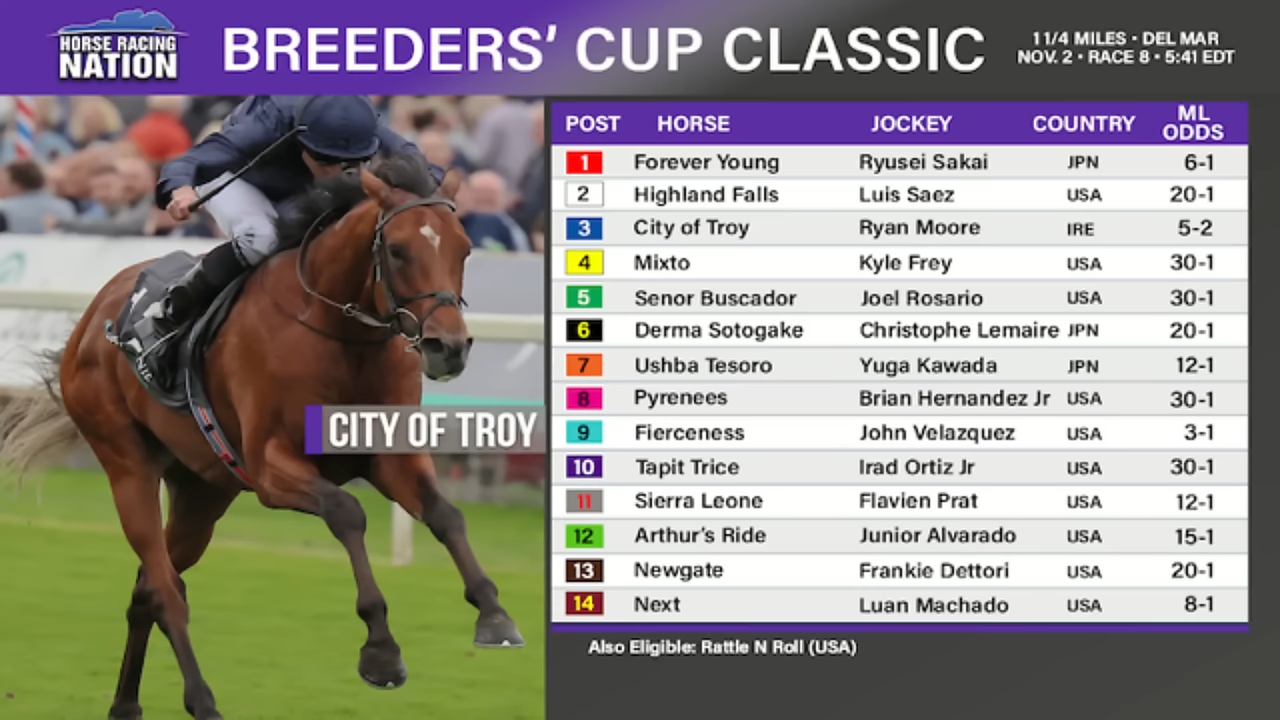 HORSE RACING
NATION
BREEDERS' CUP CLASSIC
11/4 MILES • DEL MAR
NOV. 2 • RACE 8 • 5:41 EDT
POST HORSE JOCKEY COUNTRY ML ODDS
1 Forever Young Ryusei Sakai JPN 6-1
2 Highland Falls Luis Saez USA 20-1
3 City of Troy Ryan Moore IRE 5-2
4 Mixto Kyle Frey USA 30-1
5 Senor Buscador Joel Rosario USA 30-1
6 Derma Sotogake Christophe Lemaire JPN 20-1
7 Ushba Tesoro Yuga Kawada JPN 12-1
8 Pyrenees Brian Hernandez Jr USA 30-1
9 Fierceness John Velazquez USA 3-1
10 Tapit Trice Irad Ortiz Jr USA 30-1
11 Sierra Leone Flavien Prat USA 12-1
12 Arthur's Ride Junior Alvarado USA 15-1
13 Newgate Frankie Dettori USA 20-1
14 Next Luan Machado USA 8-1
Also Eligible: Rattle N Roll (USA)
CITY OF TROY